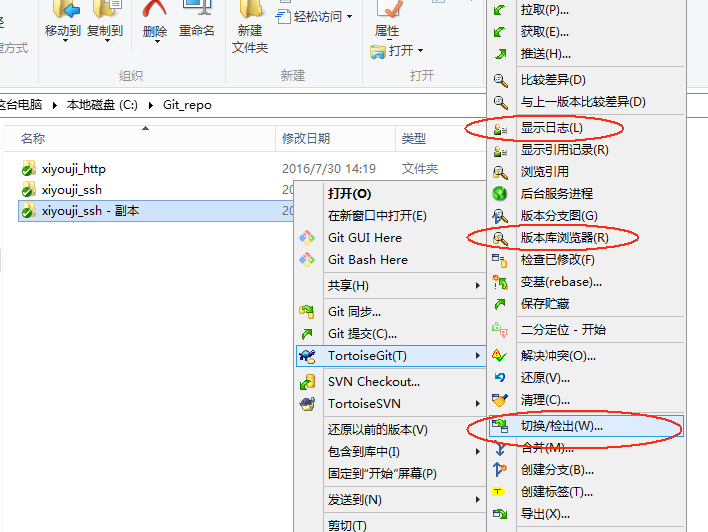 移动到 复制到 删除 重命名
新建
文件夹
轻松访问
属性
打开
组织
新建
打开
这台电脑 本地磁盘 (C:) Git_repo
名称 修改日期 类型
xiyouji_http 2016/7/30 14:19 文件夹
xiyouji_ssh
xiyouji_ssh - 副本
打开(O)
在新窗口中打开(E)
Git GUI Here
Git Bash Here
共享(H)
Git 同步...
Git 提交(C)...
TortoiseGit(T)
SVN Checkout...
TortoiseSVN
还原以前的版本(V)
包含到库中(I)
固定到"开始"屏幕(P)
发送到(N)
剪切(T)
拉取(P)...
获取(E)...
推送(H)...
比较差异(D)
与上一版本比较差异(D)
显示日志(L)
显示引用记录(R)
浏览引用
后台服务进程
版本分支图(G)
版本库浏览器(R)
检查已修改(F)
变基(rebase)...
保存贮藏
二分定位 - 开始
解决冲突(O)...
还原(V)...
清理(C)...
切换/检出(W)...
合并(M)...
创建分支(B)...
创建标签(T)...
导出(X)...